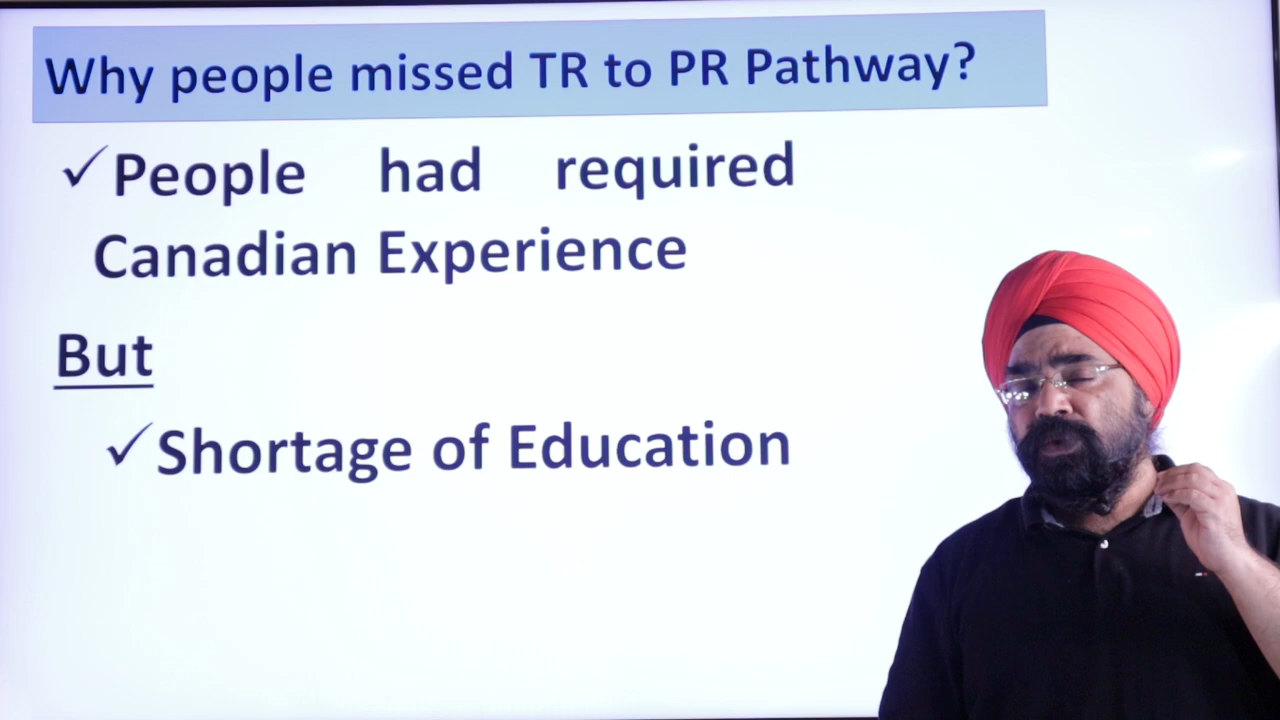 Why people missed TR to PR Pathway?
✓People had required
Canadian Experience
But
✓Shortage of Education